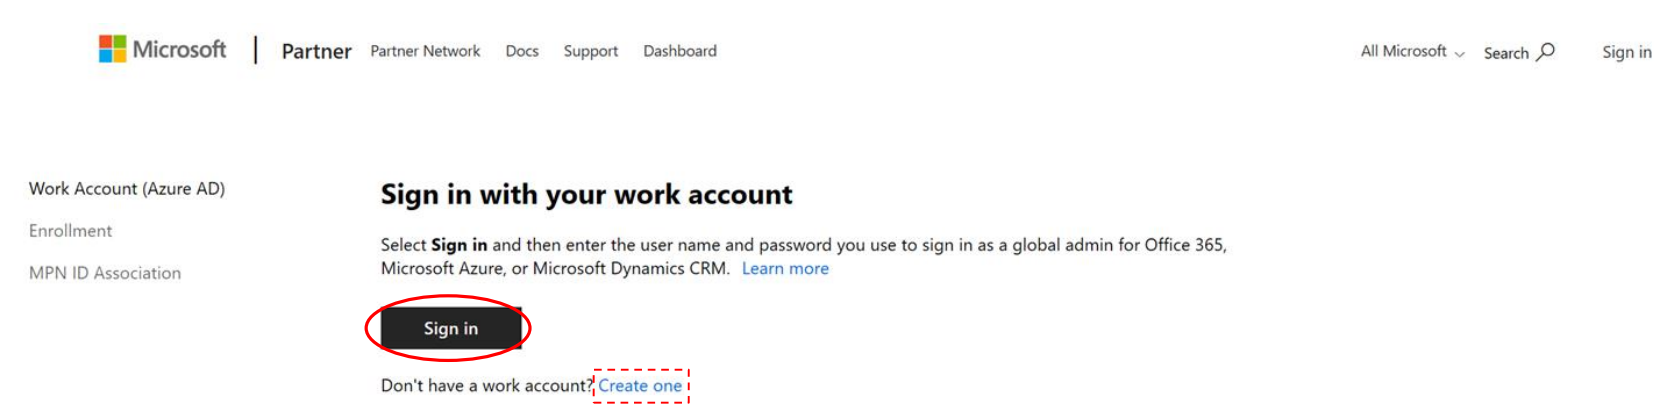 Microsoft | Partner Partner Network Docs Support Dashboard All Microsoft Search Sign in
Work Account (Azure AD)
Enrollment
MPN ID Association
Sign in with your work account
Select Sign in and then enter the user name and password you use to sign in as a global admin for Office 365,
Microsoft Azure, or Microsoft Dynamics CRM. Learn more
Sign in
Don't have a work account? Create one